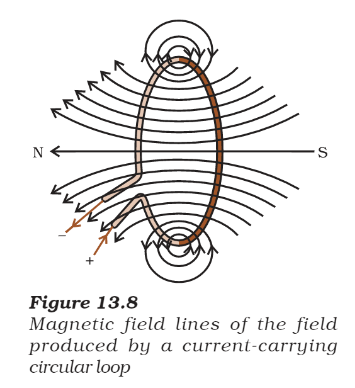 N S
−
+
Figure 13.8
Magnetic field lines of the field
produced by a current-carrying
circular loop